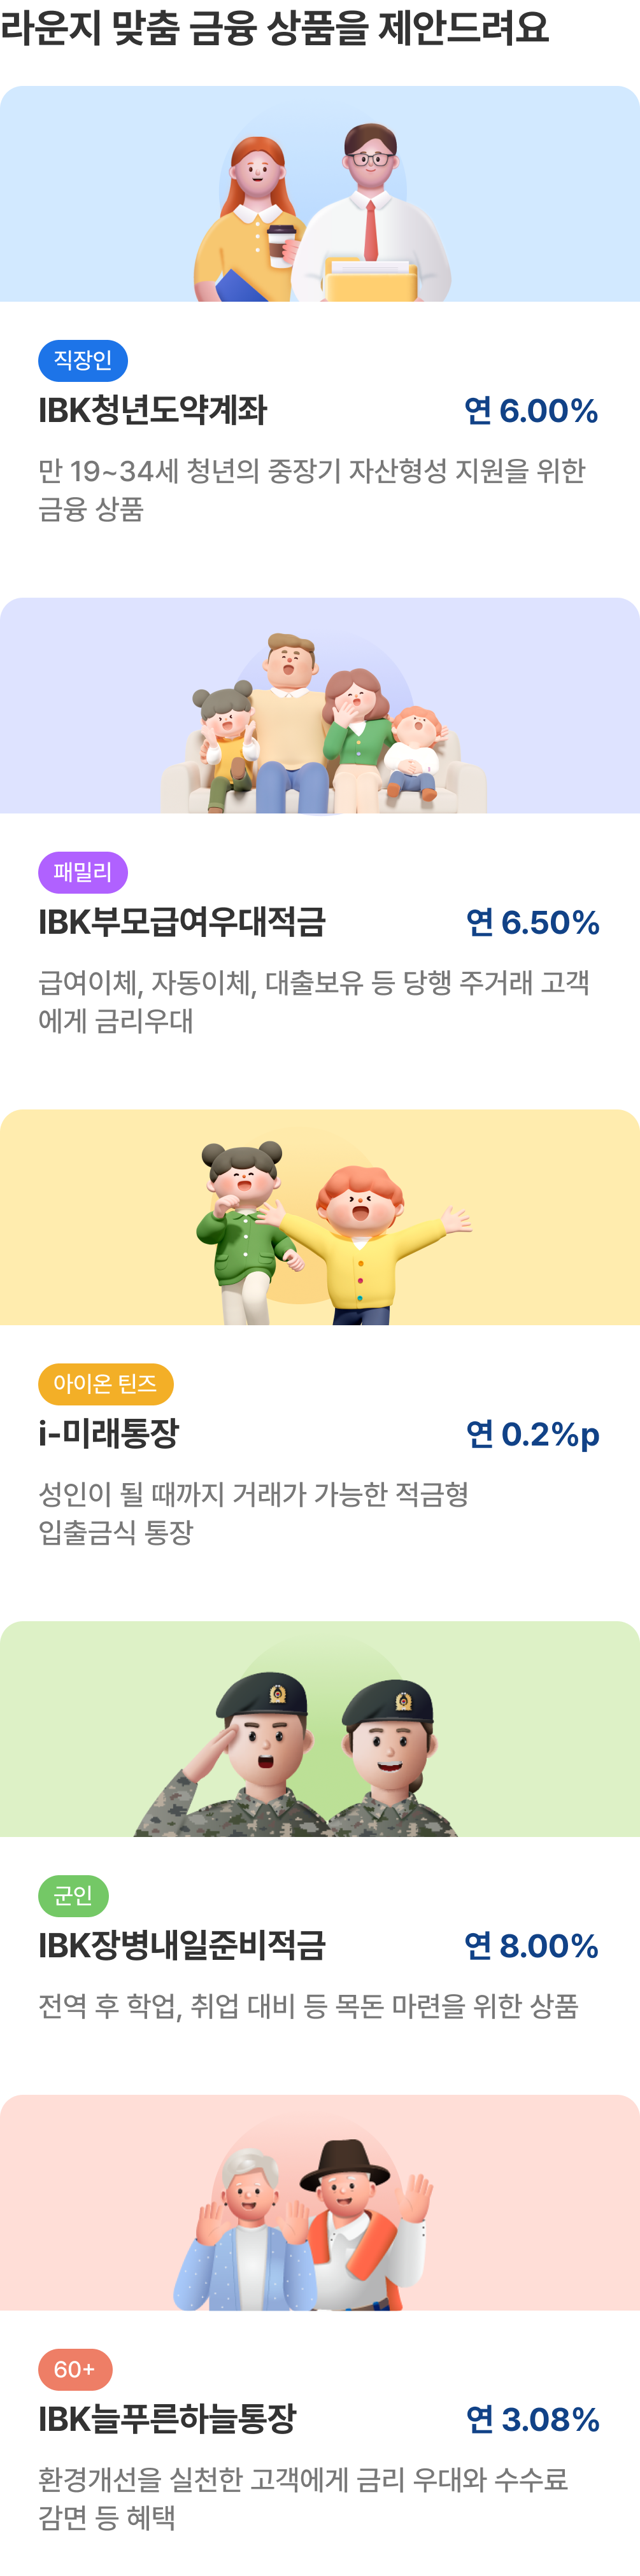 라운지 맞춤 금융 상품을 제안드려요
직장인
IBK청년도약계좌 연 6.00%
만 19~34세 청년의 중장기 자산형성 지원을 위한
금융 상품
패밀리
IBK부모급여우대적금 연 6.50%
급여이체, 자동이체, 대출보유 등 당행 주거래 고객
에게 금리우대
아이온 틴즈
i-미래통장 연 0.2%p
성인이 될 때까지 거래가 가능한 적금형
입출금식 통장
군인
IBK장병내일준비적금 연 8.00%
전역 후 학업, 취업 대비 등 목돈 마련을 위한 상품
60+
IBK늘푸른하늘통장 연 3.08%
환경개선을 실천한 고객에게 금리 우대와 수수료
감면 등 혜택